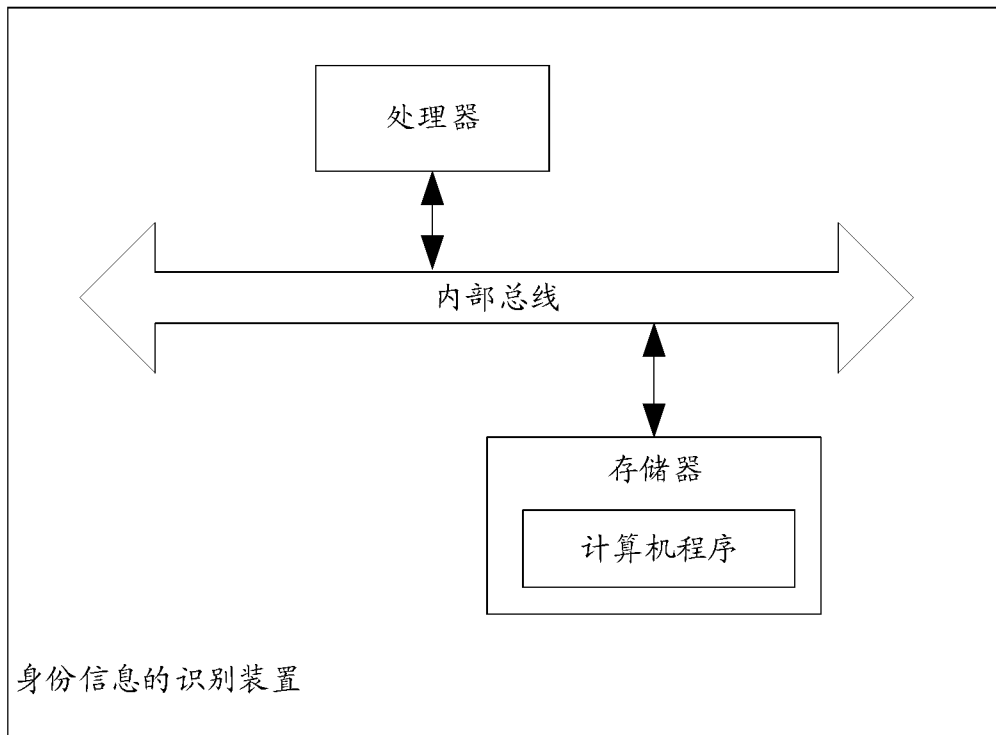 处理器
内部总线
存储器
计算机程序
身份信息的识别装置